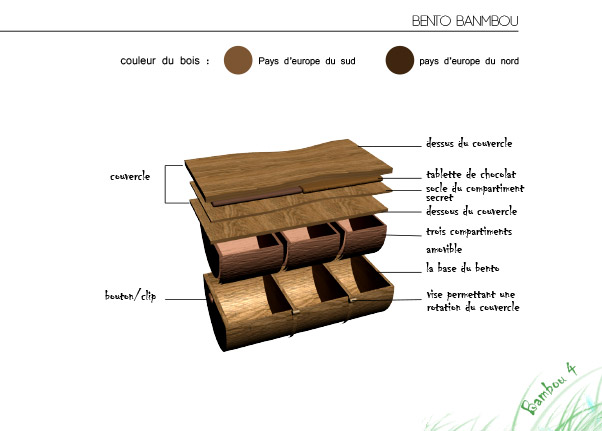 BENTO BANMBOU
couleur du bois : Pays d'europe du sud pays d'europe du nord
dessus du couvercle
couvercle
tablette de chocolat
socle du compartiment
secret
dessous du couvercle
trois compartiments
amovible
la base du bento
bouton/clip
vise permettant une
rotation du couvercle
Bambou 4